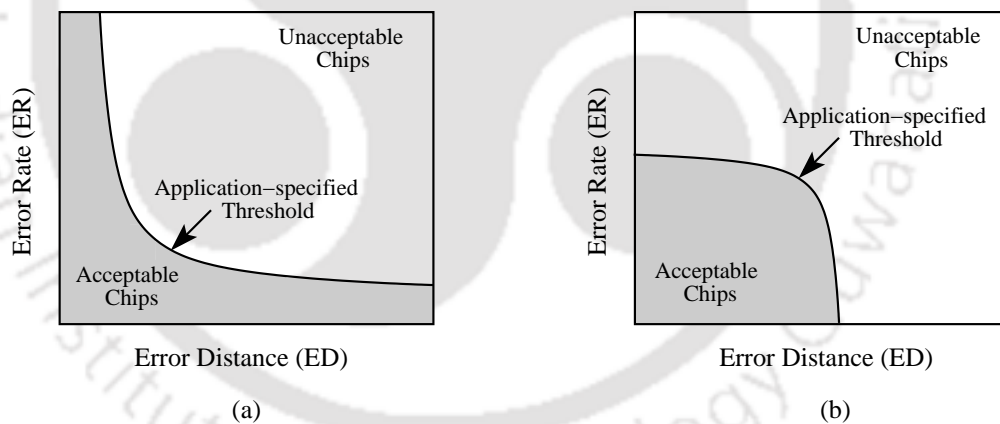 Unacceptable
Chips
Application−specified
Threshold
Acceptable
Chips
Error Rate (ER)
Error Distance (ED)
(a)
Unacceptable
Chips
Application−specified
Threshold
Acceptable
Chips
Error Rate (ER)
Error Distance (ED)
(b)